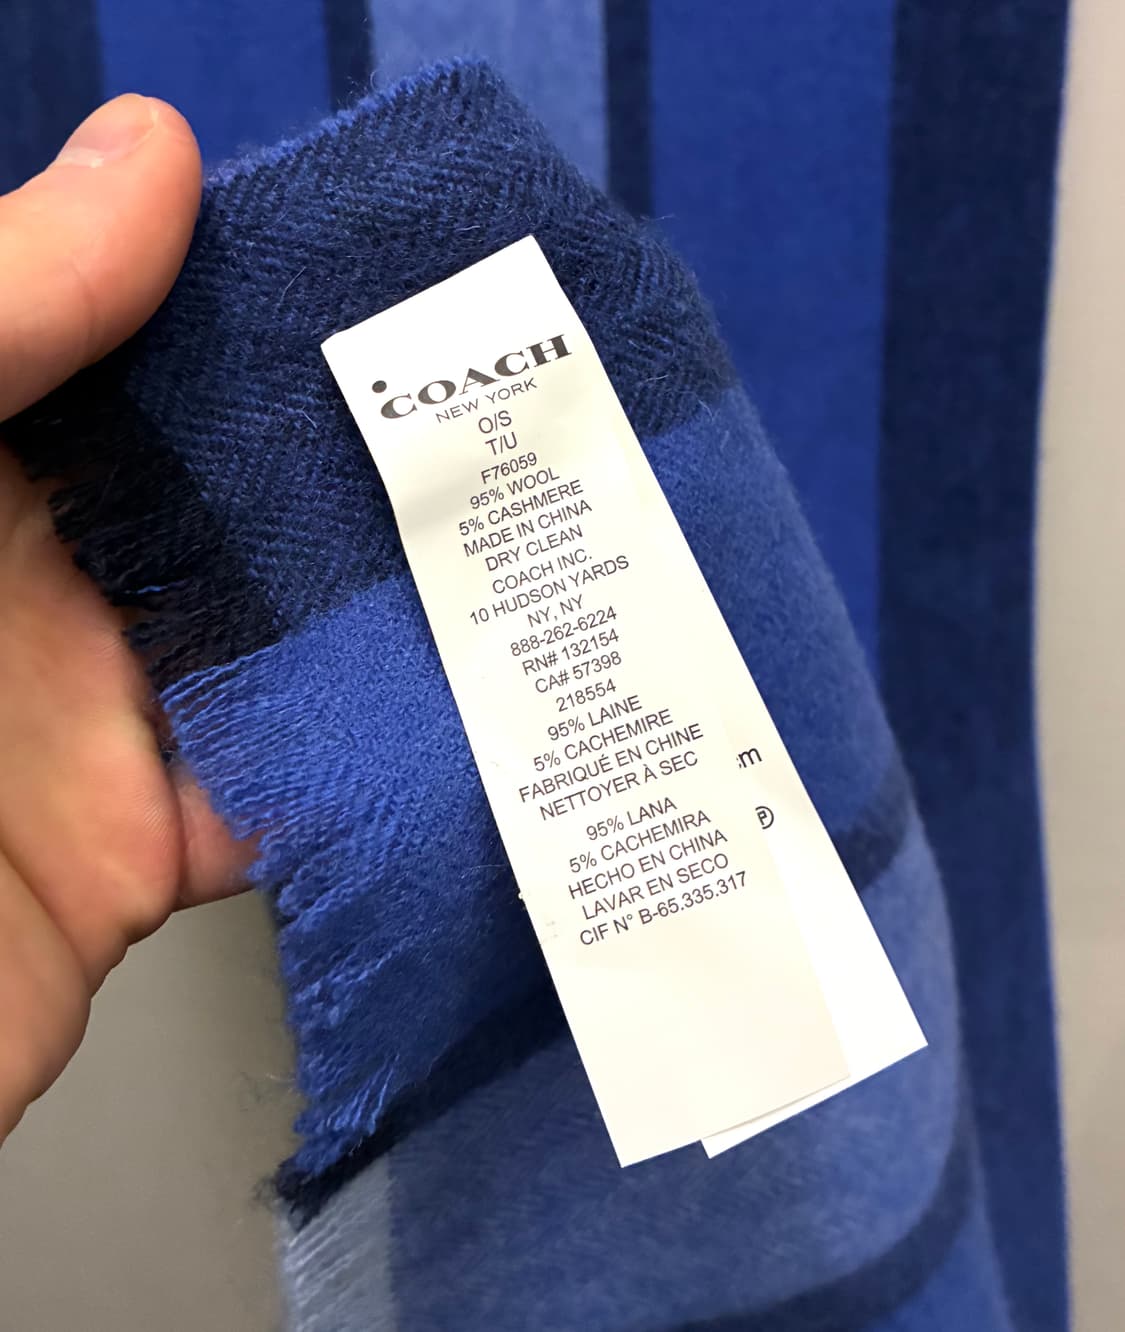 COACH
NEW YORK
O/S
T/U
F76059
95% WOOL
5% CASHMERE
MADE IN CHINA
DRY CLEAN
COACH INC.
10 HUDSON YARDS
NY, NY
888-262-6224
RN# 132154
CA# 57398
218554
95% LAINE
5% CACHEMIRE
FABRIQUÉ EN CHINE
NETTOYER À SEC
95% LANA
5% CACHEMIRA
HECHO EN CHINA
LAVAR EN SECO
CIF N° B-65.335.317
m
P